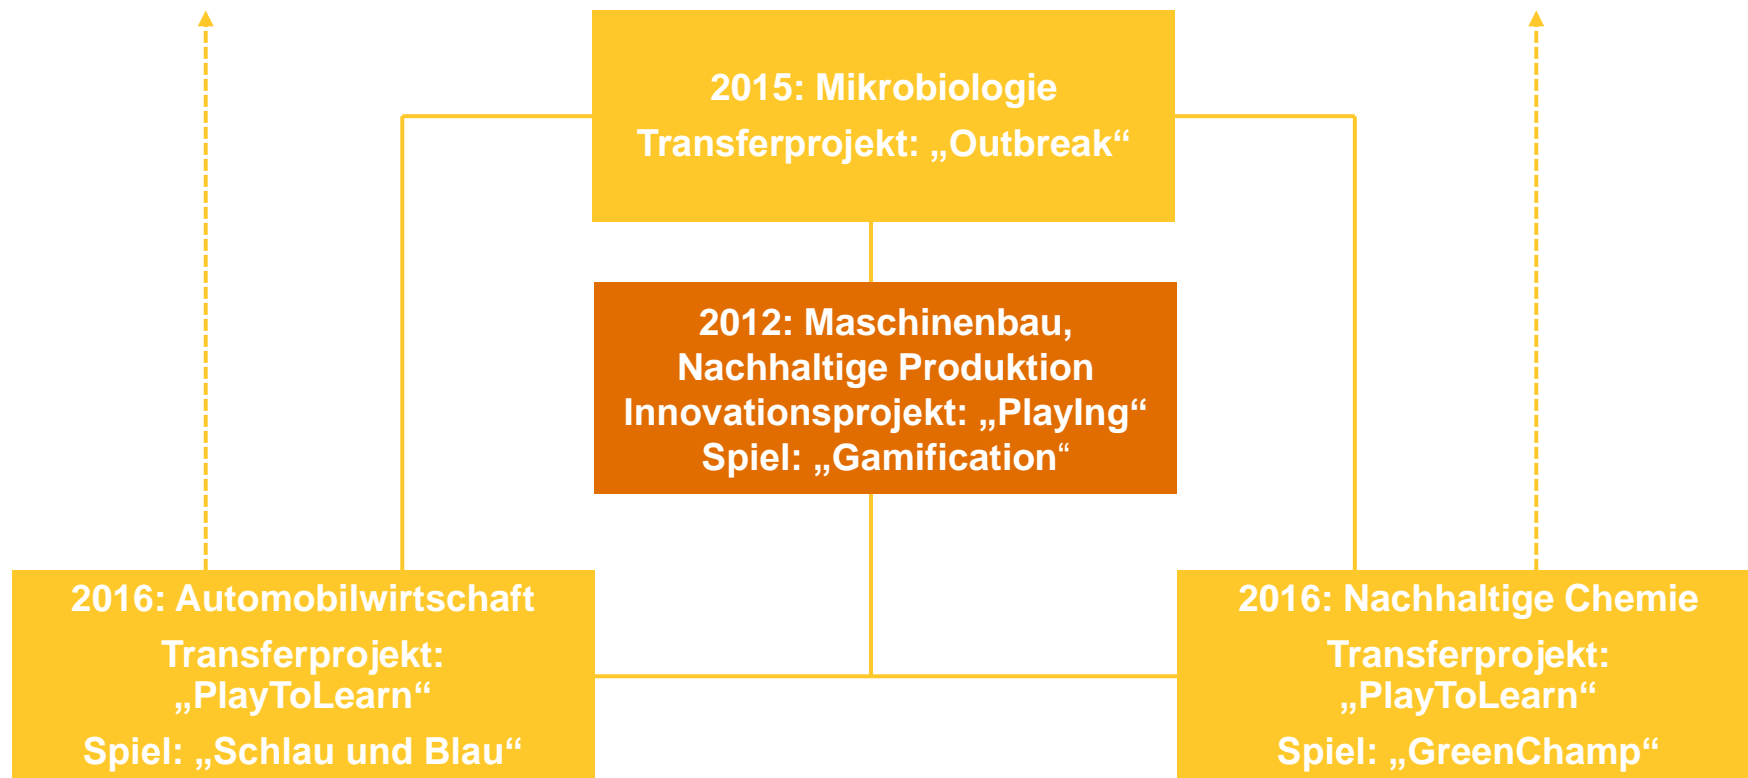 2015: Mikrobiologie
Transferprojekt: „Outbreak“
2012: Maschinenbau,
Nachhaltige Produktion
Innovationsprojekt: „PlayIng“
Spiel: „Gamification“
2016: Automobilwirtschaft
Transferprojekt:
„PlayToLearn“
Spiel: „Schlau und Blau“
2016: Nachhaltige Chemie
Transferprojekt:
„PlayToLearn“
Spiel: „GreenChamp“